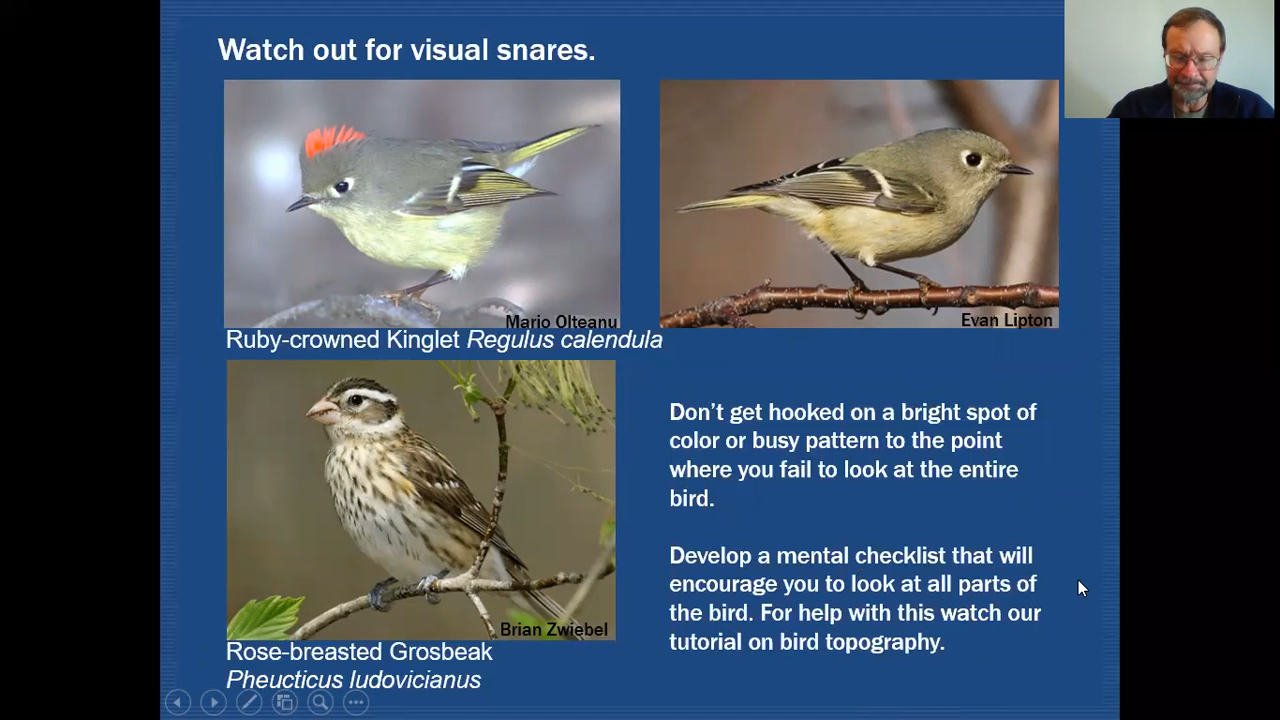 Watch out for visual snares.
Mario Olteanu
Evan Lipton
Ruby-crowned Kinglet Regulus calendula
Brian Zwiebel
Rose-breasted Grosbeak
Pheucticus ludovicianus
Don’t get hooked on a bright spot of
color or busy pattern to the point
where you fail to look at the entire
bird.
Develop a mental checklist that will
encourage you to look at all parts of
the bird. For help with this watch our
tutorial on bird topography.